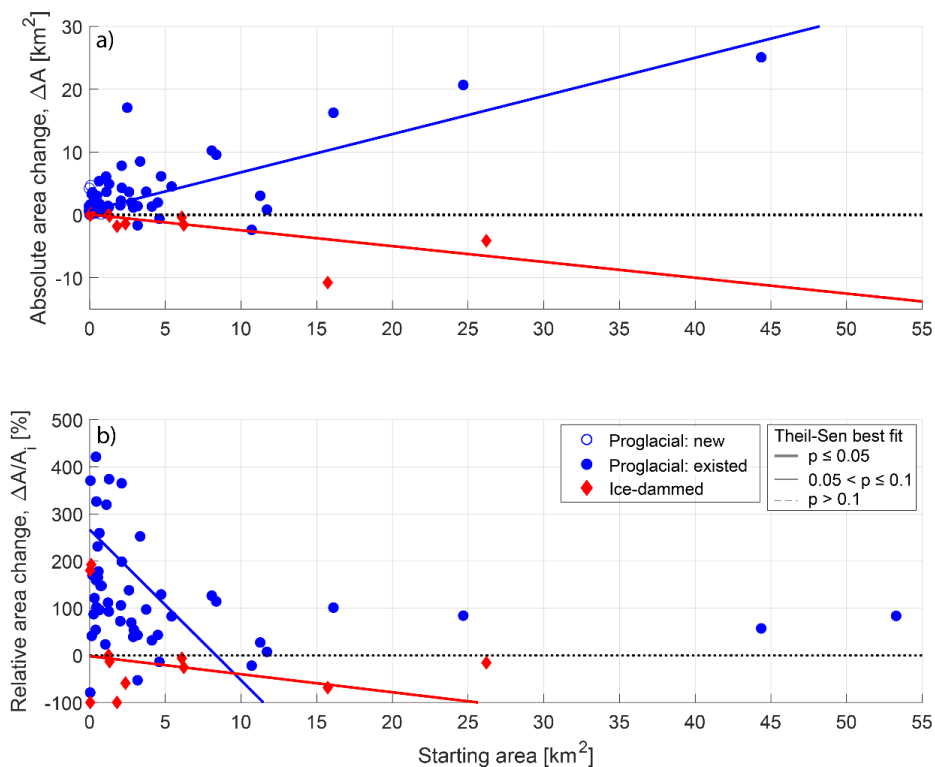 a)
Absolute area change, ΔA [km²]
30
20
10
0
-10
0 5 10 15 20 25 30 35 40 45 50 55
b)
Relative area change, ΔA/Aᵢ [%]
500
400
300
200
100
0
-100
Proglacial: new
Proglacial: existed
Ice-dammed
Theil-Sen best fit
p ≤ 0.05
0.05 < p ≤ 0.1
p > 0.1
0 5 10 15 20 25 30 35 40 45 50 55
Starting area [km²]